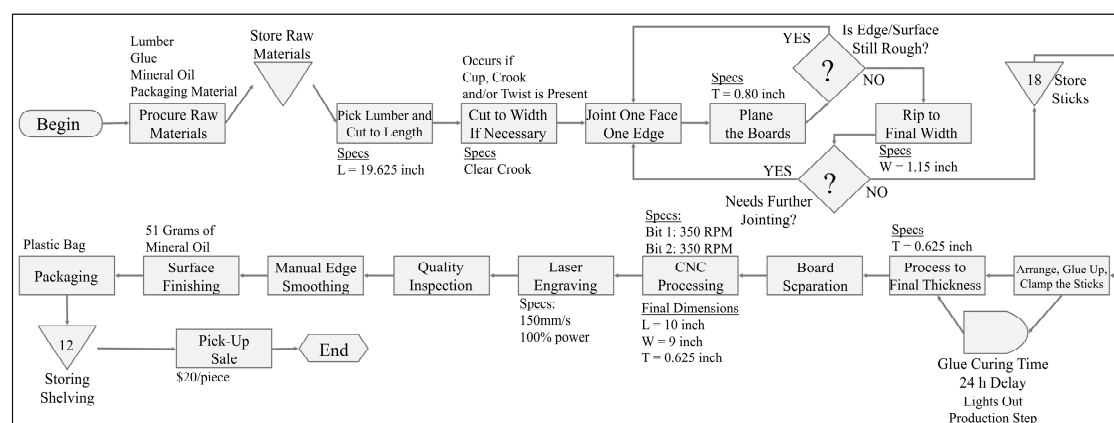 Lumber
Glue
Mineral Oil
Packaging Material
Store Raw
Materials
Begin
Procure Raw
Materials
Pick Lumber and
Cut to Length
Specs
L = 19.625 inch
Occurs if
Cup, Crook
and/or Twist is Present
Cut to Width
If Necessary
Specs
Clear Crook
Joint One Face
One Edge
Specs
T = 0.80 inch
Plane
the Boards
YES
Is Edge/Surface
Still Rough?
?
NO
Rip to
Final Width
Specs
W = 1.15 inch
YES
?
NO
Needs Further
Jointing?
18
Store
Sticks
Specs
T = 0.625 inch
Arrange, Glue Up,
Clamp the Sticks
Glue Curing Time
24 h Delay
Lights Out
Production Step
Process to
Final Thickness
Board
Separation
Specs:
Bit 1: 350 RPM
Bit 2: 350 RPM
CNC
Processing
Final Dimensions
L = 10 inch
W = 9 inch
T = 0.625 inch
Laser
Engraving
Specs:
150mm/s
100% power
Quality
Inspection
Manual Edge
Smoothing
51 Grams of
Mineral Oil
Surface
Finishing
Plastic Bag
Packaging
12
Storing
Shelving
Pick-Up
Sale
$20/piece
End